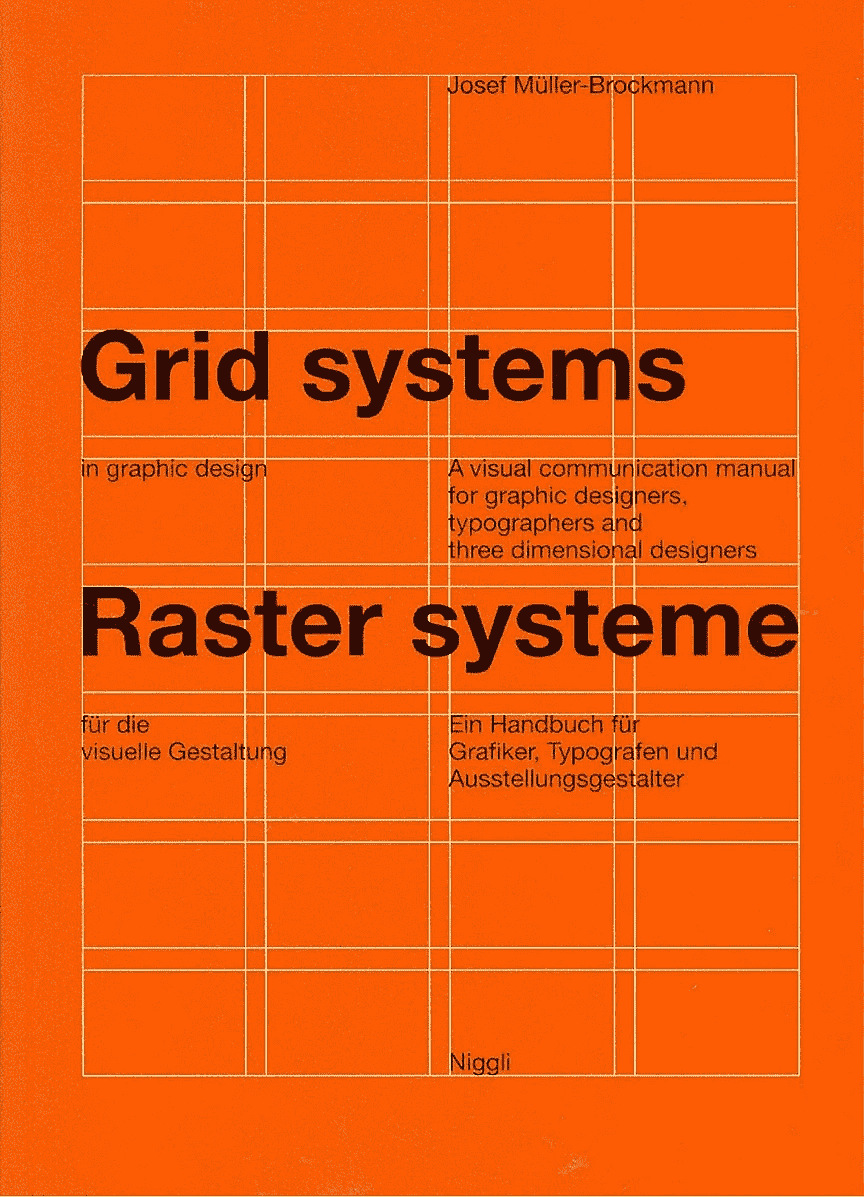 Josef Müller-Brockmann
Grid systems
in graphic design
A visual communication manual
for graphic designers,
typographers and
three dimensional designers
Raster systeme
für die
visuelle Gestaltung
Ein Handbuch für
Grafiker, Typografen und
Ausstellungsgestalter
Niggli